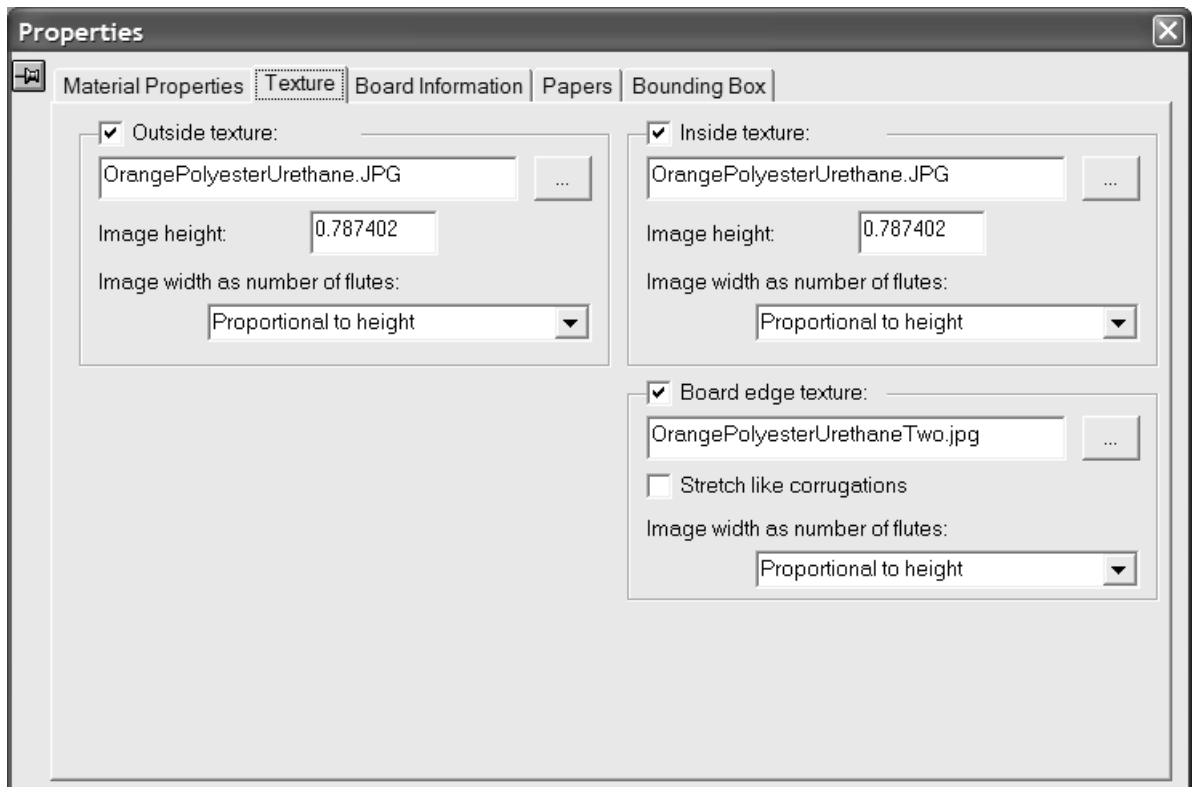 Properties
Material Properties Texture Board Information Papers Bounding Box
Outside texture:
OrangePolyesterUrethane.JPG ...
Image height: 0.787402
Image width as number of flutes:
Proportional to height
Inside texture:
OrangePolyesterUrethane.JPG ...
Image height: 0.787402
Image width as number of flutes:
Proportional to height
Board edge texture:
OrangePolyesterUrethaneTwo.jpg ...
Stretch like corrugations
Image width as number of flutes:
Proportional to height